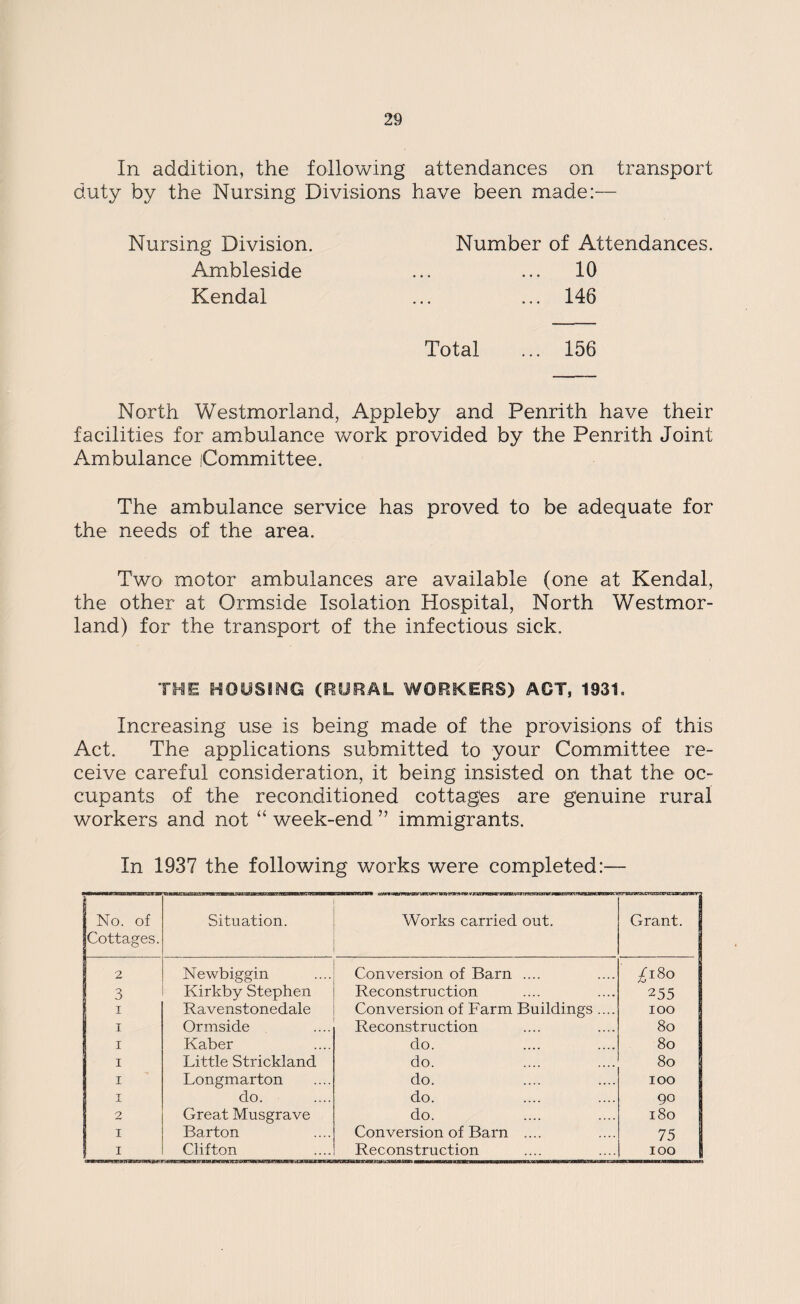 29
In addition, the following attendances on transport
duty by the Nursing Divisions have been made:—
Nursing Division. Number of Attendances.
Ambleside ... ... 10
Kendal ... ... 146
Total ... 156
North Westmorland, Appleby and Penrith have their
facilities for ambulance work provided by the Penrith Joint
Ambulance Committee.
The ambulance service has proved to be adequate for
the needs of the area.
Two motor ambulances are available (one at Kendal,
the other at Ormside Isolation Hospital, North Westmor-
land) for the transport of the infectious sick.
THE HOUSING (RURAL WORKERS) ACT, 1931.
Increasing use is being made of the provisions of this
Act. The applications submitted to your Committee re-
ceive careful consideration, it being insisted on that the oc-
cupants of the reconditioned cottages are genuine rural
workers and not “ week-end ” immigrants.
In 1937 the following works were completed:—
No. of Cottages. Situation. Works carried out. Grant.
2 Newbiggin .... Conversion of Barn .... .... £180
3 Kirkby Stephen Reconstruction .... .... 255
1 Ravenstonedale Conversion of Farm Buildings .... 100
1 Ormside .... Reconstruction .... .... 80
1 Kaber .... do. .... .... 80
1 Little Strickland do. .... .... 80
1 Longmarton .... do. .... .... 100
1 do. .... do. .... .... 90
2 Great Musgrave do. .... .... 180
1 Barton .... Conversion of Barn .... .... 75
1 Clifton .... Reconstruction .... .... 100